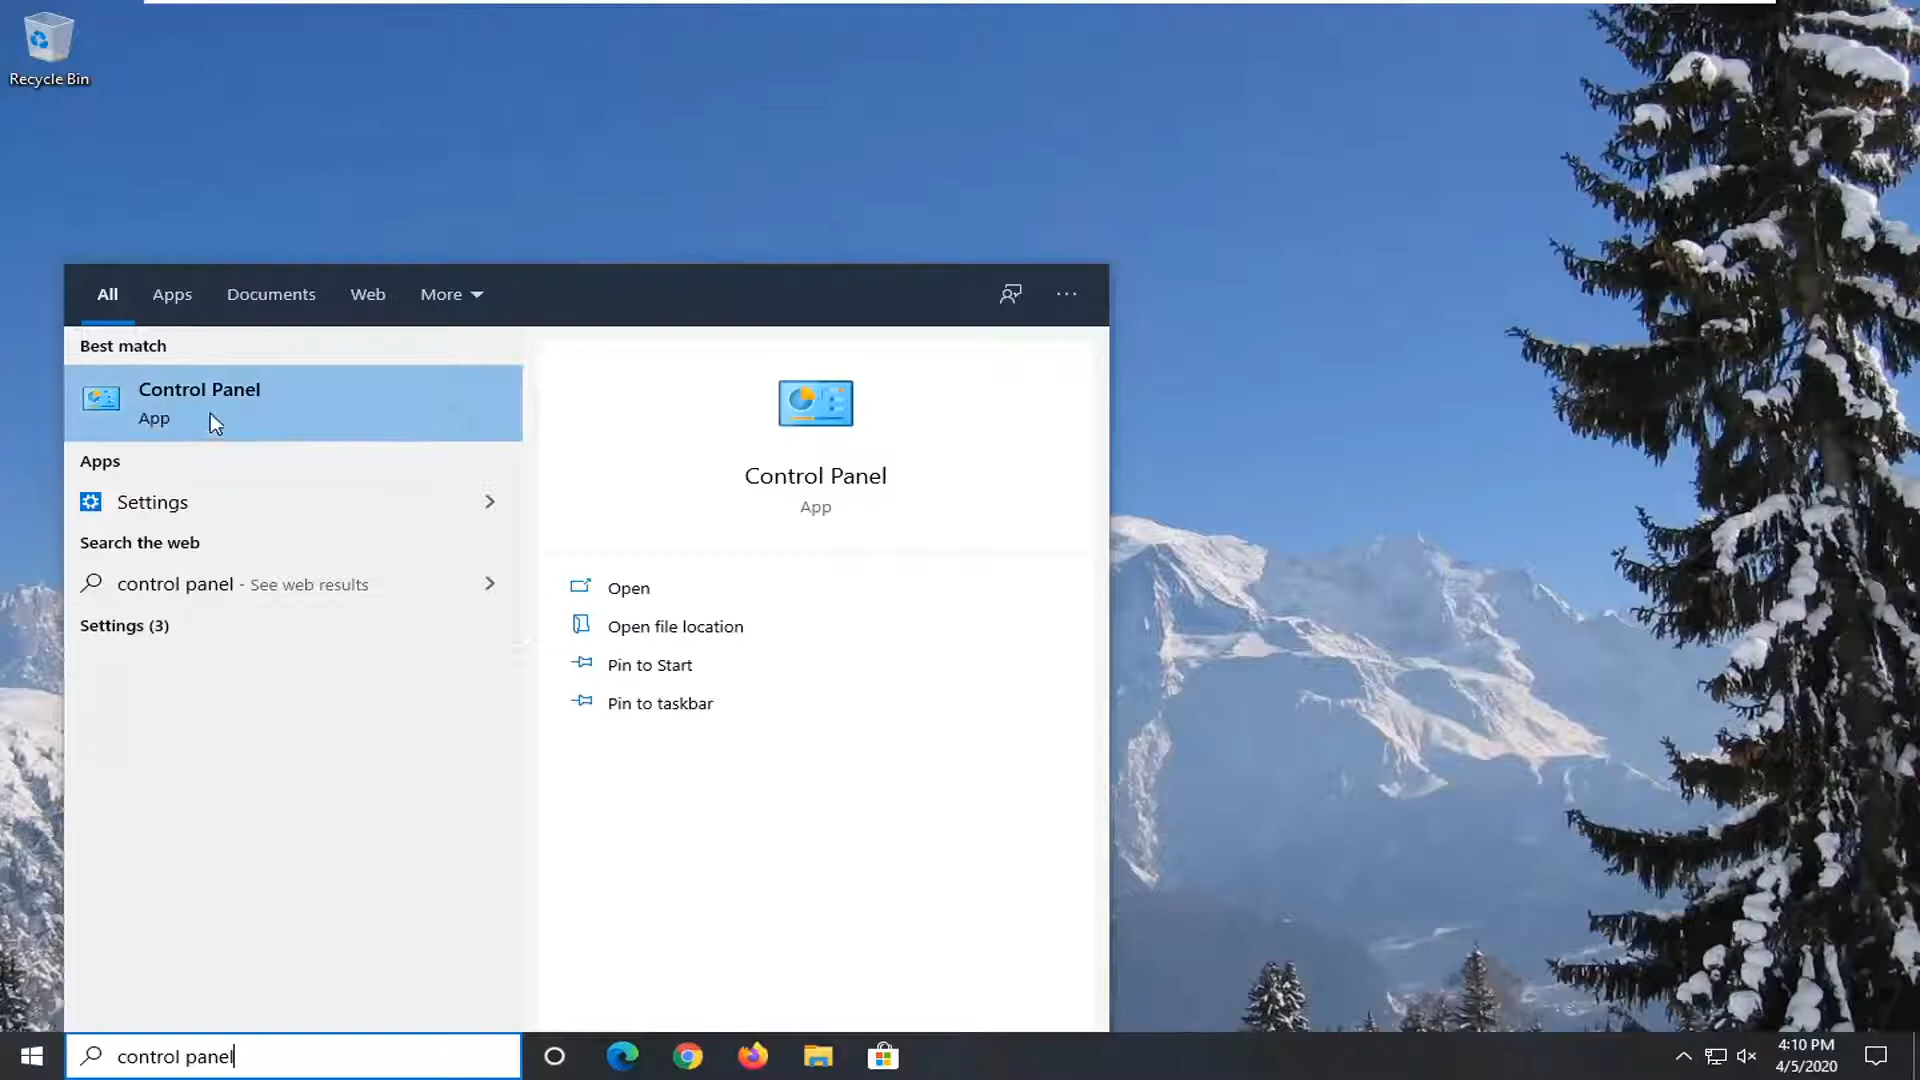 Recycle Bin
All Apps Documents Web More
Best match
Control Panel
App
Apps
Settings
Search the web
control panel - See web results
Settings (3)
Control Panel
App
Open
Open file location
Pin to Start
Pin to taskbar
control panel
4:10 PM
4/5/2020